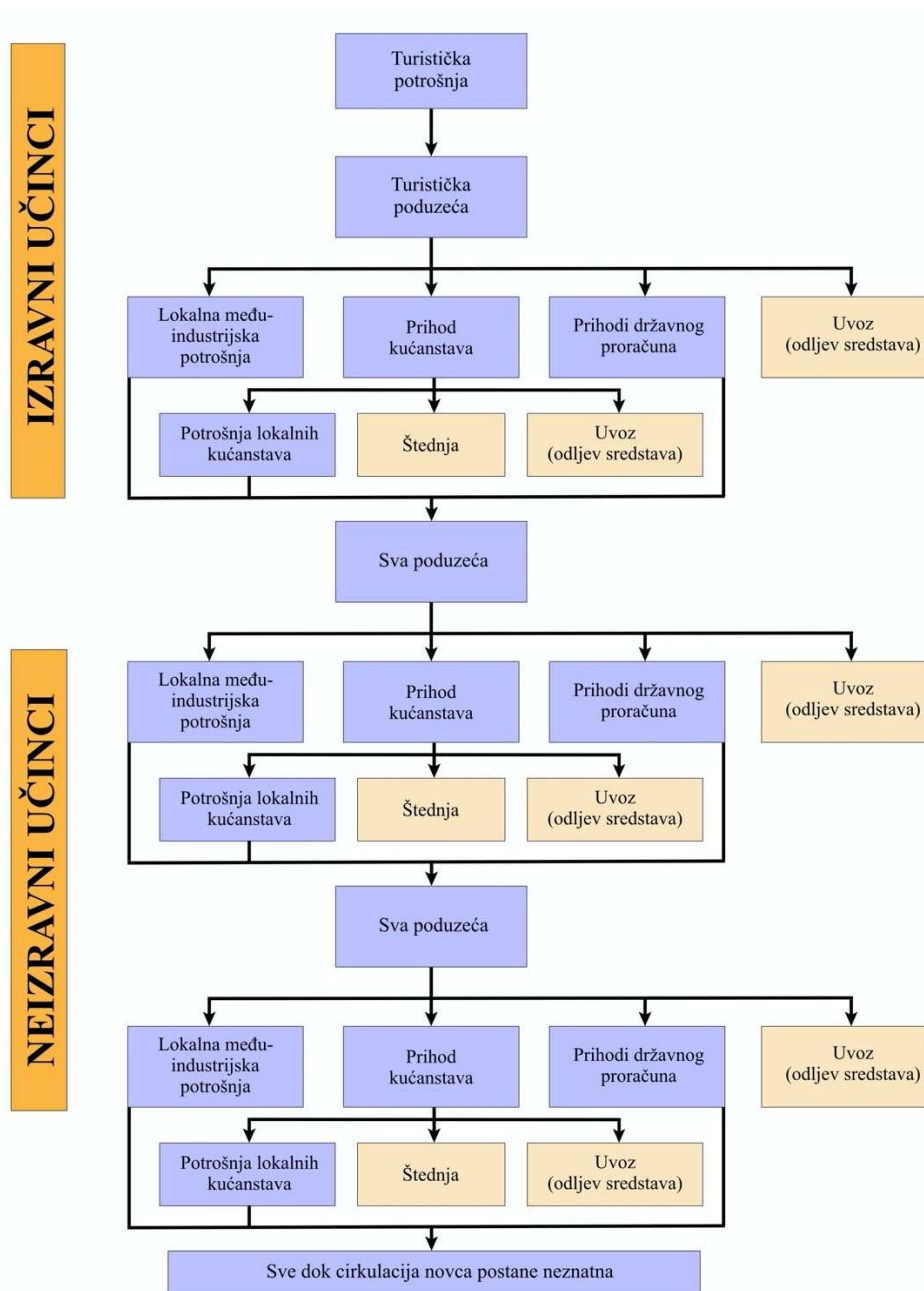 IZRAVNI UČINCI
Turistička
potrošnja
Turistička
poduzeća
Lokalna među-
industrijska
potrošnja
Prihod
kućanstava
Prihodi državnog
proračuna
Uvoz
(odljev sredstava)
Potrošnja lokalnih
kućanstava
Štednja
Uvoz
(odljev sredstava)
Sva poduzeća
NEIZRAVNI UČINCI
Lokalna među-
industrijska
potrošnja
Prihod
kućanstava
Prihodi državnog
proračuna
Uvoz
(odljev sredstava)
Potrošnja lokalnih
kućanstava
Štednja
Uvoz
(odljev sredstava)
Sva poduzeća
Lokalna među-
industrijska
potrošnja
Prihod
kućanstava
Prihodi državnog
proračuna
Uvoz
(odljev sredstava)
Potrošnja lokalnih
kućanstava
Štednja
Uvoz
(odljev sredstava)
Sve dok cirkulacija novca postane neznatna